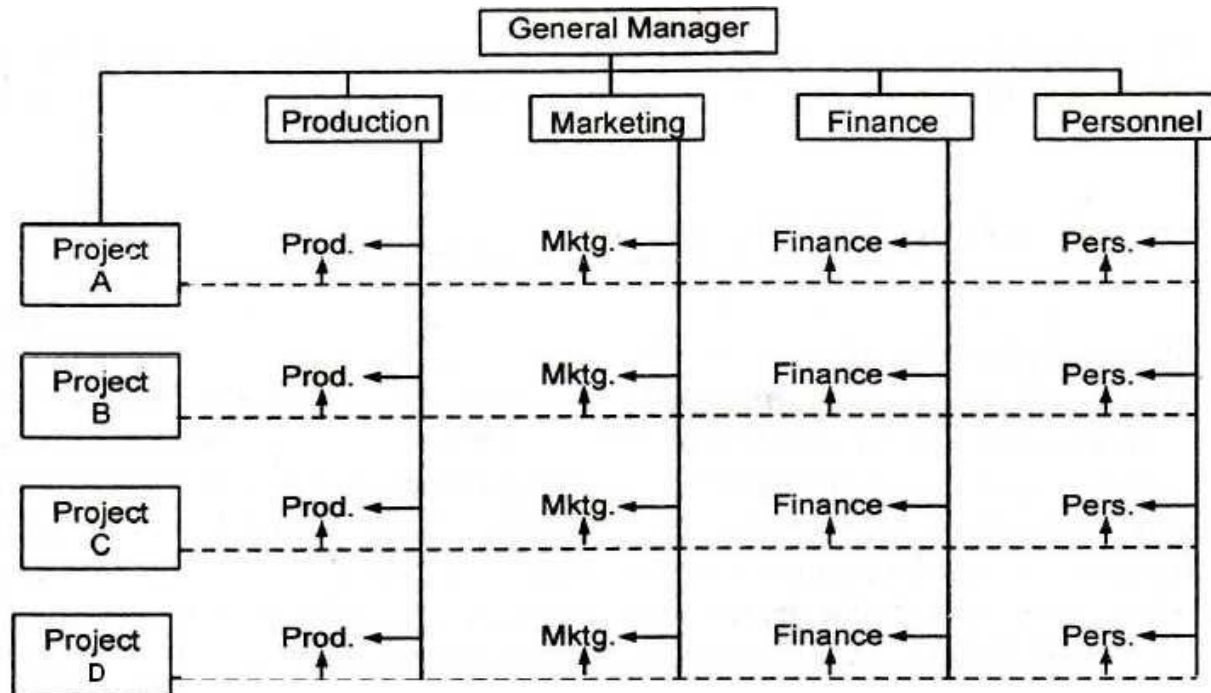 General Manager
Production Marketing Finance Personnel
Project
A
Prod. Mktg. Finance Pers.
Project
B
Prod. Mktg. Finance Pers.
Project
C
Prod. Mktg. Finance Pers.
Project
D
Prod. Mktg. Finance Pers.